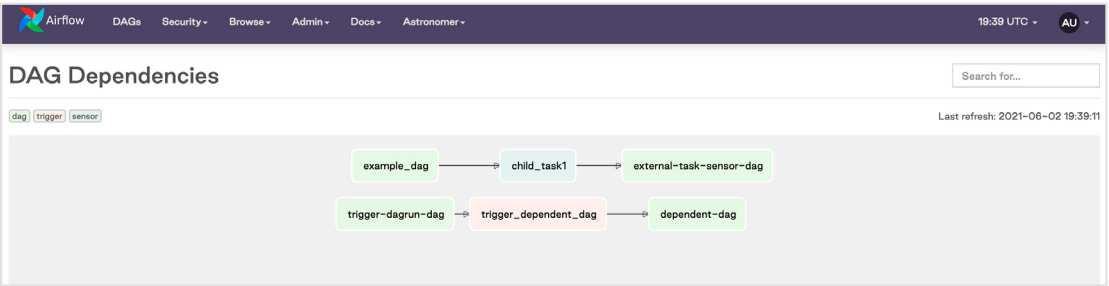 Airflow DAGs Security Browse Admin Docs Astronomer 19:39 UTC AU
DAG Dependencies Search for...
dag trigger sensor Last refresh: 2021-06-02 19:39:11
example_dag child_task1 external-task-sensor-dag
trigger-dagrun-dag trigger_dependent_dag dependent-dag